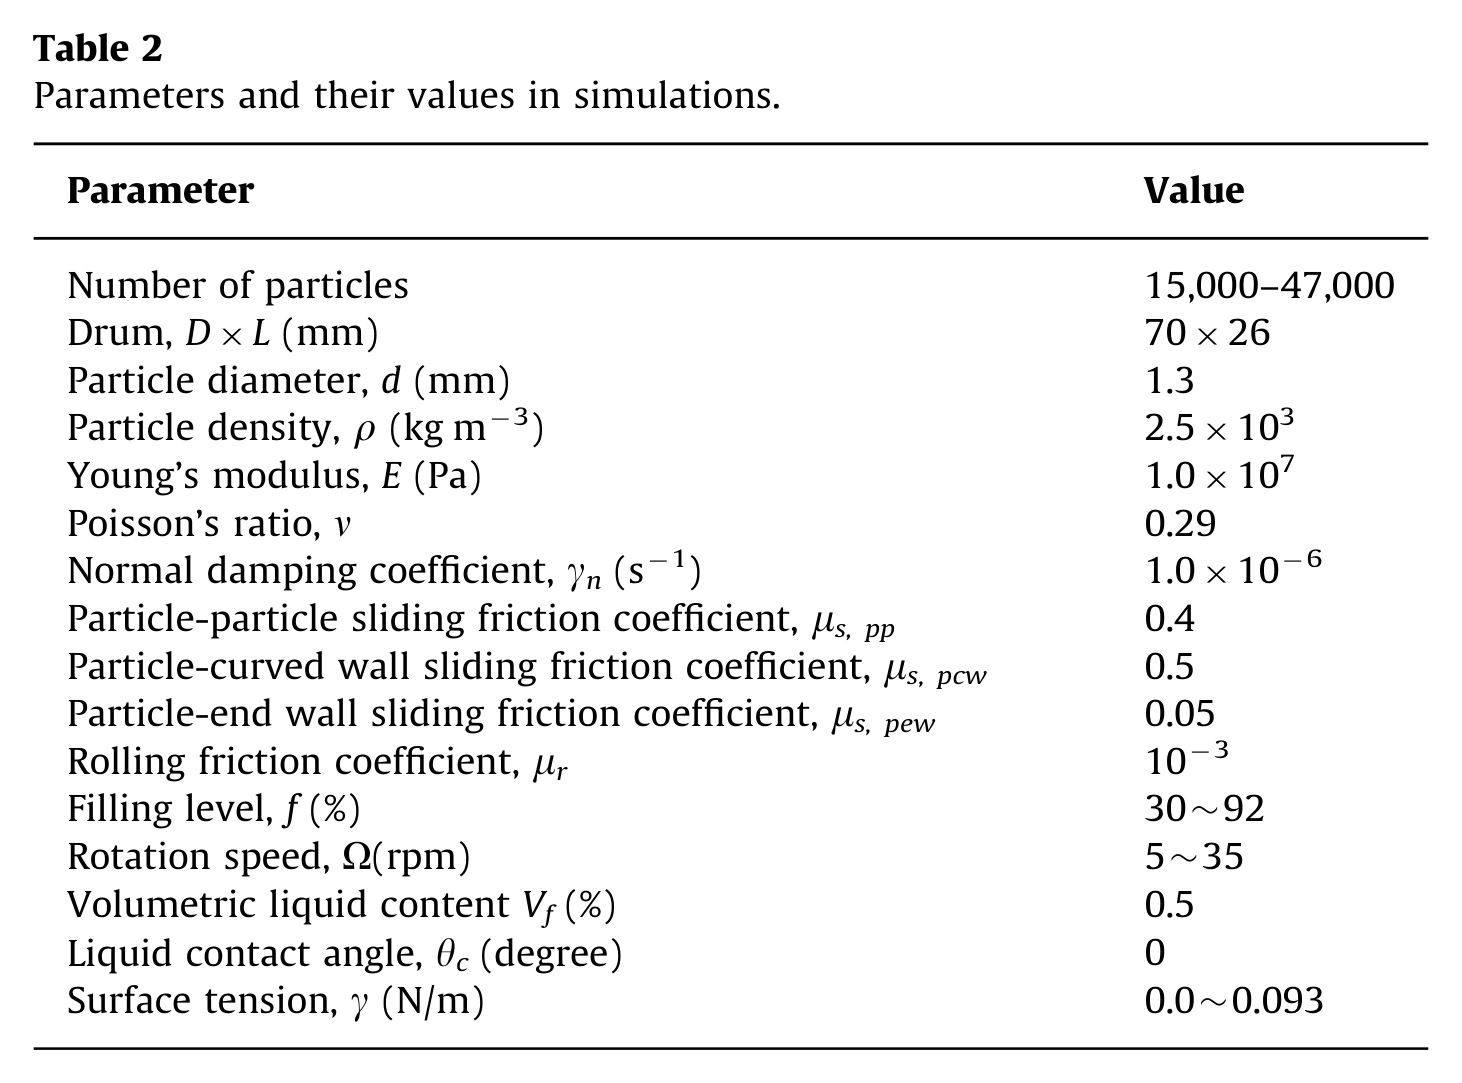 Table 2
Parameters and their values in simulations.
Parameter Value
Number of particles 15,000–47,000
Drum, D × L (mm) 70 × 26
Particle diameter, d (mm) 1.3
Particle density, ρ (kg m⁻³) 2.5 × 10³
Young's modulus, E (Pa) 1.0 × 10⁷
Poisson's ratio, ν 0.29
Normal damping coefficient, γₙ (s⁻¹) 1.0 × 10⁻⁶
Particle-particle sliding friction coefficient, μs, pp 0.4
Particle-curved wall sliding friction coefficient, μs, pcw 0.5
Particle-end wall sliding friction coefficient, μs, pew 0.05
Rolling friction coefficient, μr 10⁻³
Filling level, f (%) 30~92
Rotation speed, Ω(rpm) 5~35
Volumetric liquid content Vf (%) 0.5
Liquid contact angle, θc (degree) 0
Surface tension, γ (N/m) 0.0~0.093